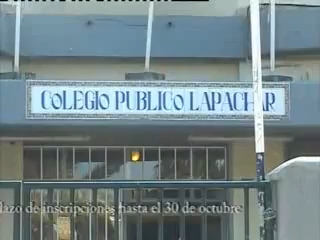 COLEGIO PUBLICO LAPACHAR
lazo de inscripciones hasta el 30 de octubre